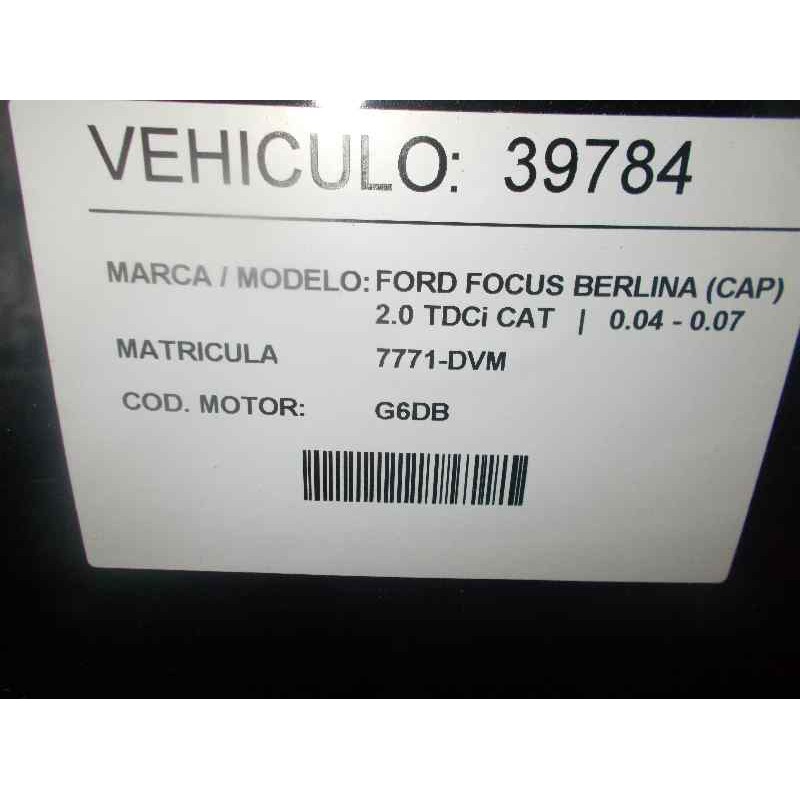 VEHICULO: 39784
MARCA / MODELO: FORD FOCUS BERLINA (CAP)
2.0 TDCi CAT | 0.04 - 0.07
MATRICULA 7771-DVM
COD. MOTOR: G6DB